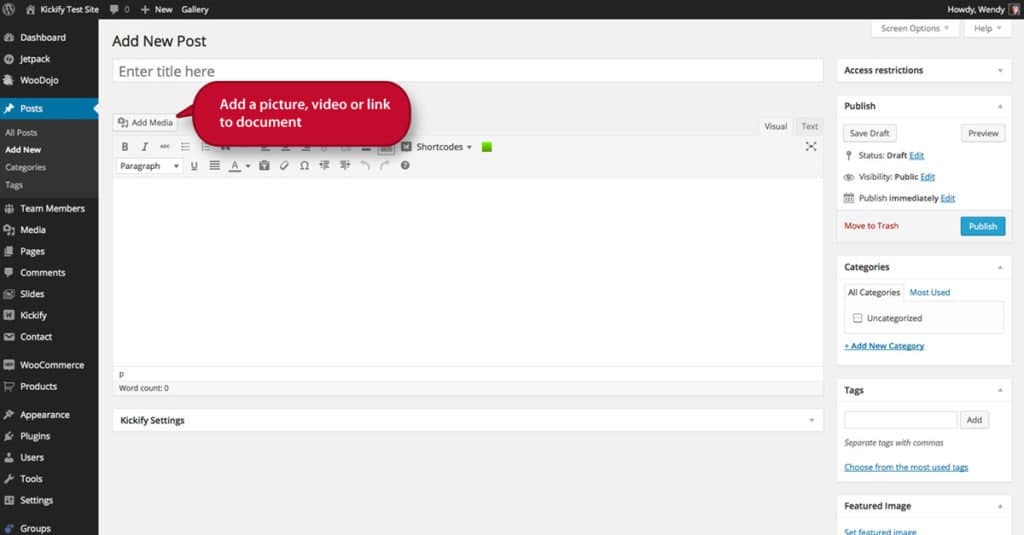 Kickify Test Site 0 + New Gallery Howdy, Wendy
Dashboard
Jetpack
WooDojo
Posts
All Posts
Add New
Categories
Tags
Team Members
Media
Pages
Comments
Slides
Kickify
Contact
WooCommerce
Products
Appearance
Plugins
Users
Tools
Settings
Groups
Screen Options Help
Add New Post
Enter title here
Add Media
Add a picture, video or link
to document
Visual Text
B I ABC Shortcodes
Paragraph U A Ω
p
Word count: 0
Kickify Settings
Access restrictions
Publish
Save Draft Preview
Status: Draft Edit
Visibility: Public Edit
Publish immediately Edit
Move to Trash Publish
Categories
All Categories Most Used
Uncategorized
+ Add New Category
Tags
Add
Separate tags with commas
Choose from the most used tags
Featured Image
Set featured image